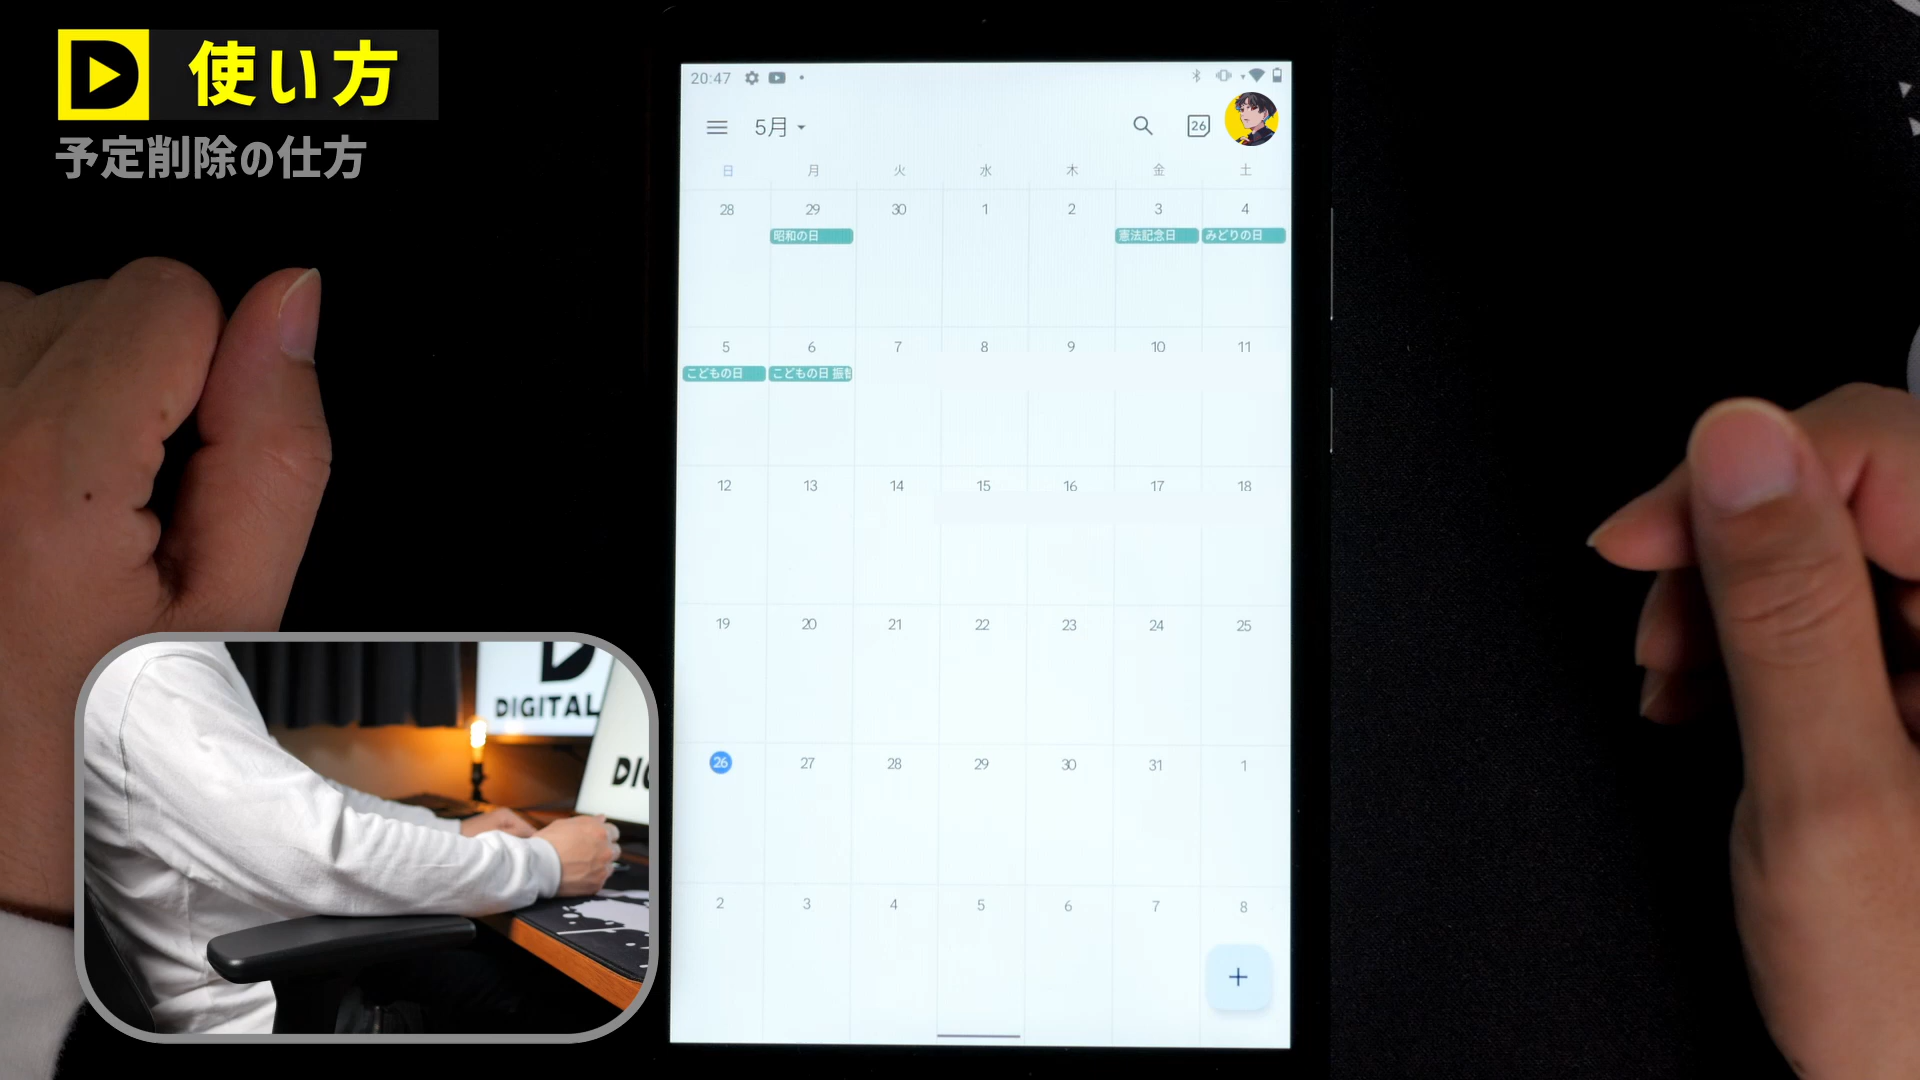 使い方
予定削除の仕方
20:47
5月
26
日 月 火 水 木 金 土
28 29 30 1 2 3 4
昭和の日 憲法記念日 みどりの日
5 6 7 8 9 10 11
こどもの日 こどもの日 振替
12 13 14 15 16 17 18
19 20 21 22 23 24 25
26 27 28 29 30 31 1
2 3 4 5 6 7 8
+
DIGITAL